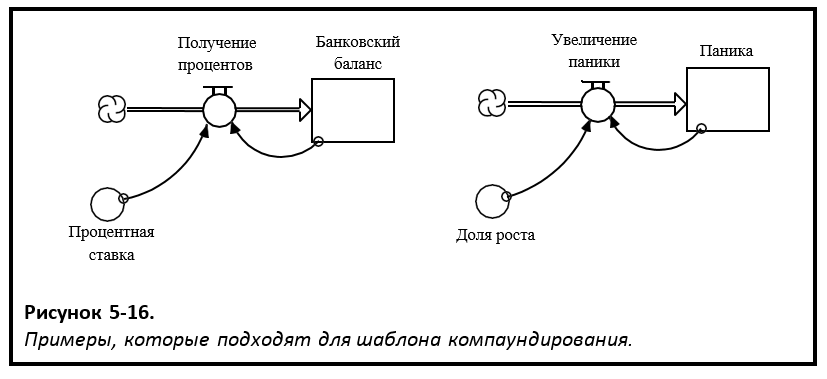 Получение
процентов
Банковский
баланс
Процентная
ставка
Увеличение
паники
Паника
Доля роста
Рисунок 5-16.
Примеры, которые подходят для шаблона компаундирования.